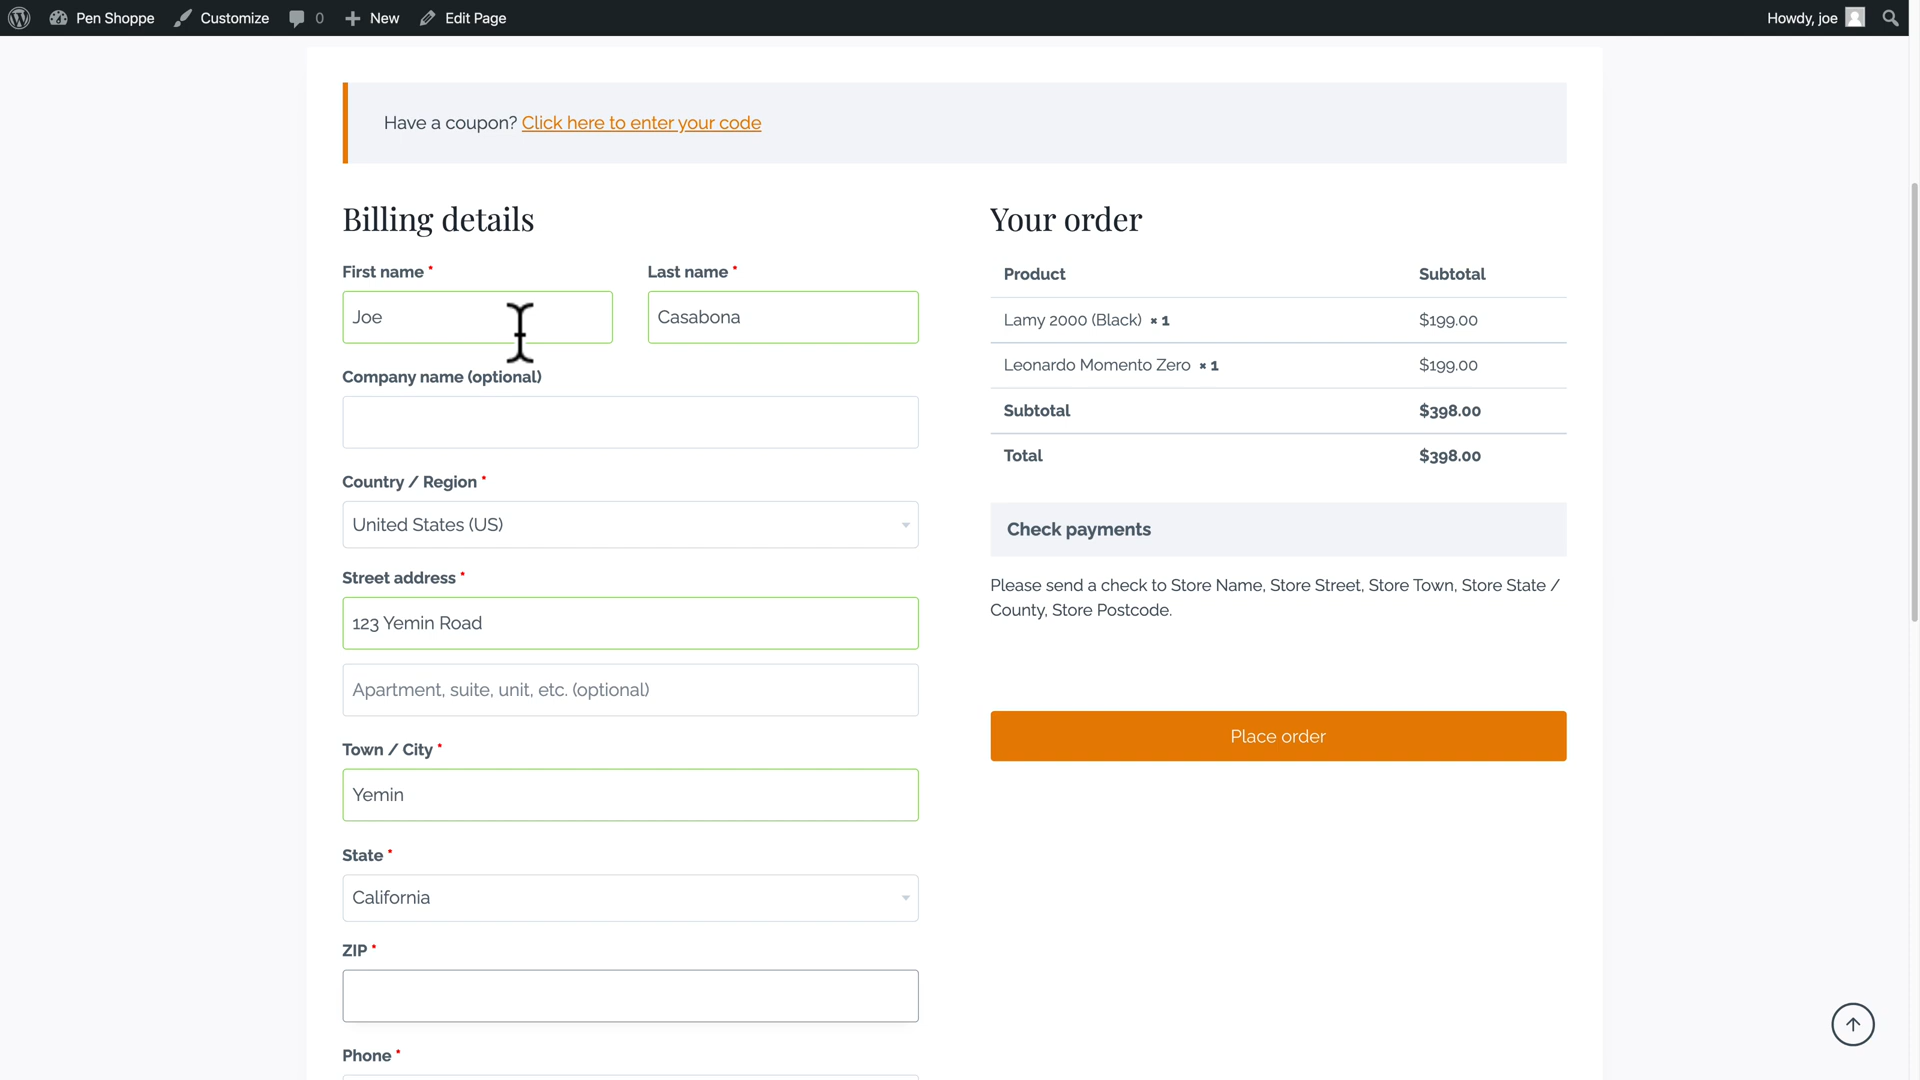 Pen Shoppe Customize 0 New Edit Page Howdy, joe
Have a coupon? Click here to enter your code
Billing details
First name * Last name *
Joe Casabona
Company name (optional)
Country / Region *
United States (US)
Street address *
123 Yemin Road
Apartment, suite, unit, etc. (optional)
Town / City *
Yemin
State *
California
ZIP *
Phone *
Your order
Product Subtotal
Lamy 2000 (Black) × 1 $199.00
Leonardo Momento Zero × 1 $199.00
Subtotal $398.00
Total $398.00
Check payments
Please send a check to Store Name, Store Street, Store Town, Store State /
County, Store Postcode.
Place order